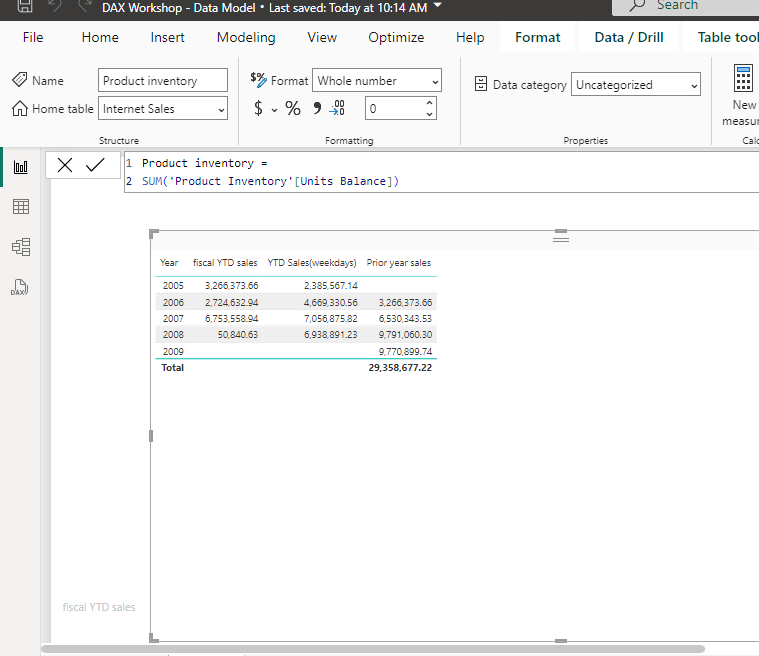 DAX Workshop - Data Model • Last saved: Today at 10:14 AM
Search
File Home Insert Modeling View Optimize Help Format Data / Drill Table tool
Name Product inventory
$% Format Whole number
Data category Uncategorized
New
measur
Home table Internet Sales
$ % 9 .00 0
Structure Formatting Properties Calc
1 Product inventory =
2 SUM('Product Inventory'[Units Balance])
DAX
Year fiscal YTD sales YTD Sales(weekdays) Prior year sales
2005 3,266,373.66 2,385,567.14
2006 2,724,632.94 4,669,330.56 3,266,373.66
2007 6,753,558.94 7,056,875.82 6,530,343.53
2008 50,840.63 6,938,891.23 9,791,060.30
2009 9,770,899.74
Total 29,358,677.22
fiscal YTD sales